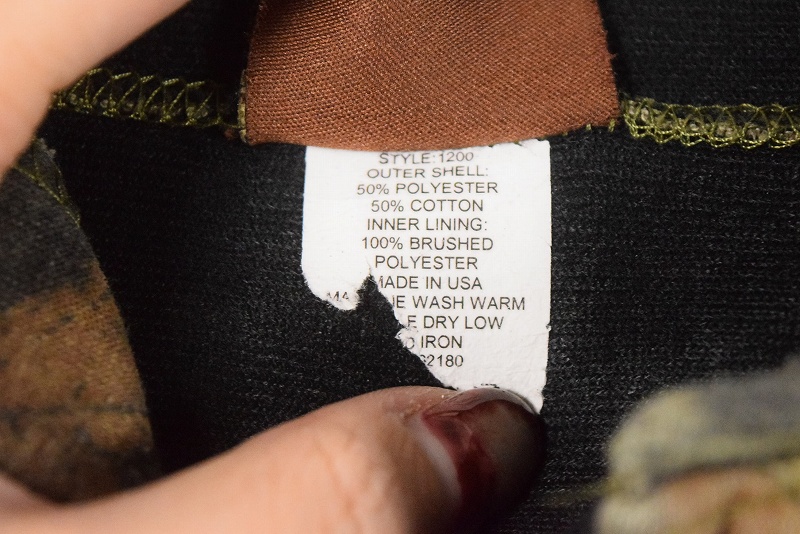 STYLE:1200
OUTER SHELL:
50% POLYESTER
50% COTTON
INNER LINING:
100% BRUSHED
POLYESTER
MADE IN USA
WASH WARM
DRY LOW
IRON